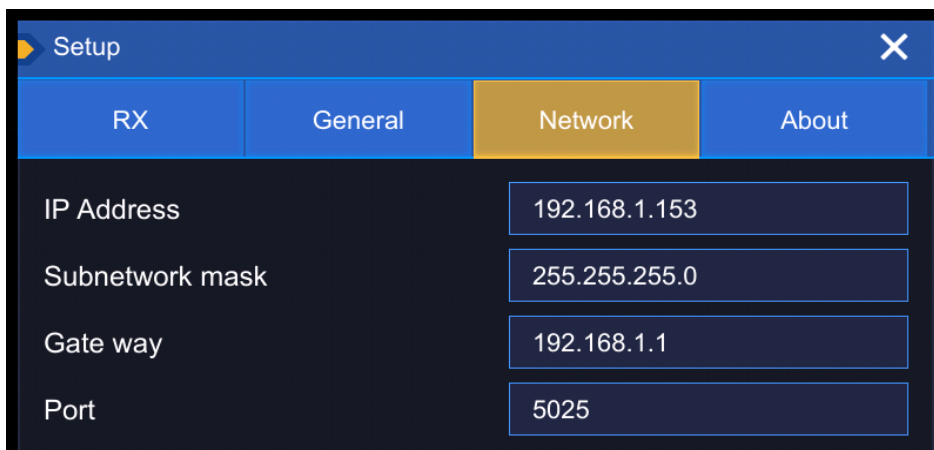 Setup
RX General Network About
IP Address 192.168.1.153
Subnetwork mask 255.255.255.0
Gate way 192.168.1.1
Port 5025